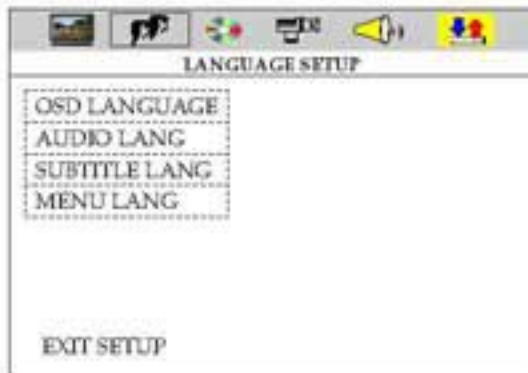 LANGUAGE SETUP
OSD LANGUAGE
AUDIO LANG
SUBTITLE LANG
MENU LANG
EXIT SETUP